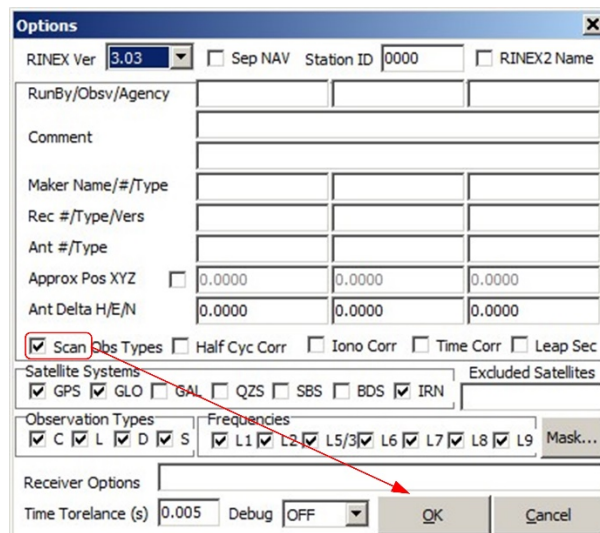 Options
RINEX Ver 3.03 Sep NAV Station ID 0000 RINEX2 Name
RunBy/Obsv/Agency
Comment
Maker Name/#/Type
Rec #/Type/Vers
Ant #/Type
Approx Pos XYZ 0.0000 0.0000 0.0000
Ant Delta H/E/N 0.0000 0.0000 0.0000
Scan Obs Types Half Cyc Corr Iono Corr Time Corr Leap Sec
Satellite Systems Excluded Satellites
GPS GLO GAL QZS SBS BDS IRN
Observation Types Frequencies
C L D S L1 L2 L5/3 L6 L7 L8 L9 Mask...
Receiver Options
Time Torelance (s) 0.005 Debug OFF OK Cancel